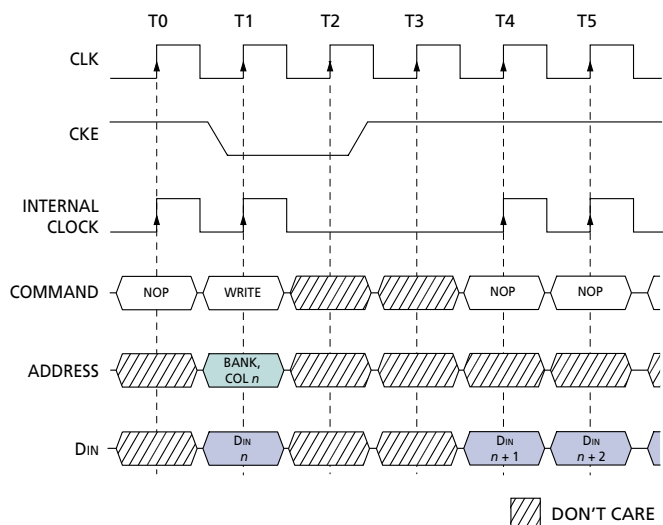 T0 T1 T2 T3 T4 T5
CLK
CKE
INTERNAL
CLOCK
COMMAND NOP WRITE NOP NOP
ADDRESS BANK,
COL n
DIN DIN
n DIN
n + 1 DIN
n + 2
DON'T CARE